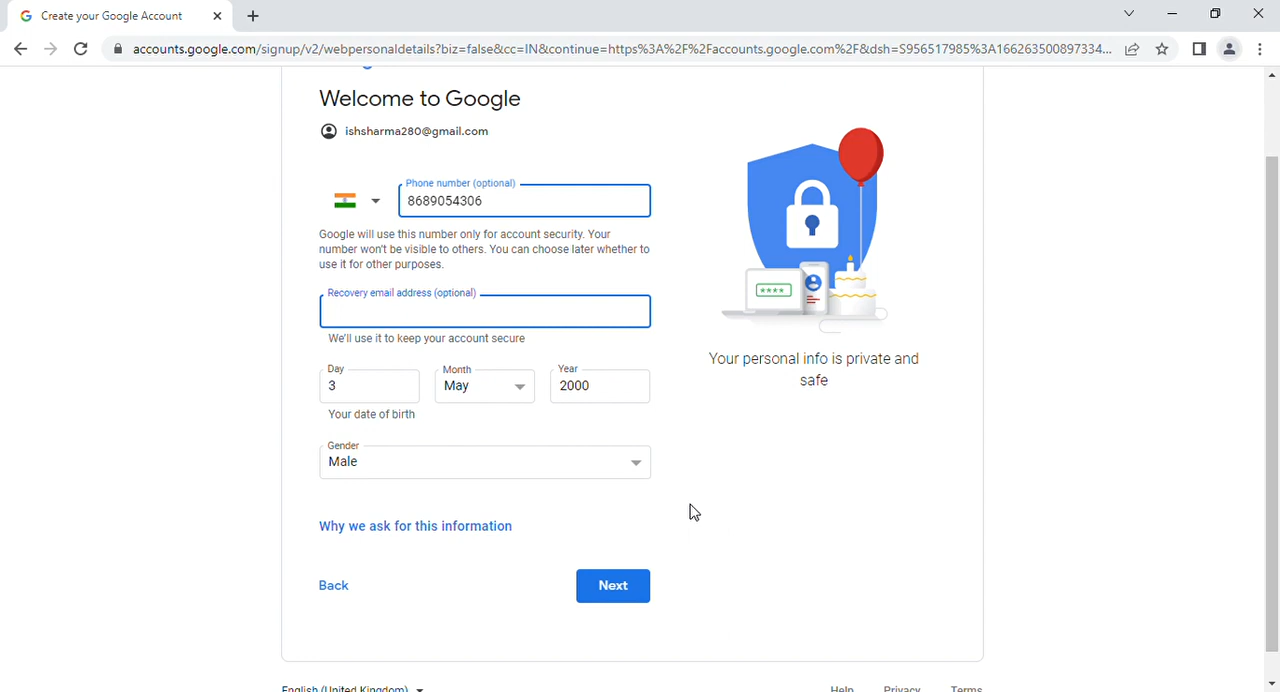 Create your Google Account
accounts.google.com/signup/v2/webpersonaldetails?biz=false&cc=IN&continue=https%3A%2F%2Faccounts.google.com%2F&dsh=S956517985%3A166263500897334...
Welcome to Google
ishsharma280@gmail.com
Phone number (optional)
8689054306
Google will use this number only for account security. Your
number won't be visible to others. You can choose later whether to
use it for other purposes.
Recovery email address (optional)
We'll use it to keep your account secure
Day Month Year
3 May 2000
Your date of birth
Gender
Male
Why we ask for this information
Back Next
****
Your personal info is private and
safe
English (United Kingdom) Help Privacy Terms